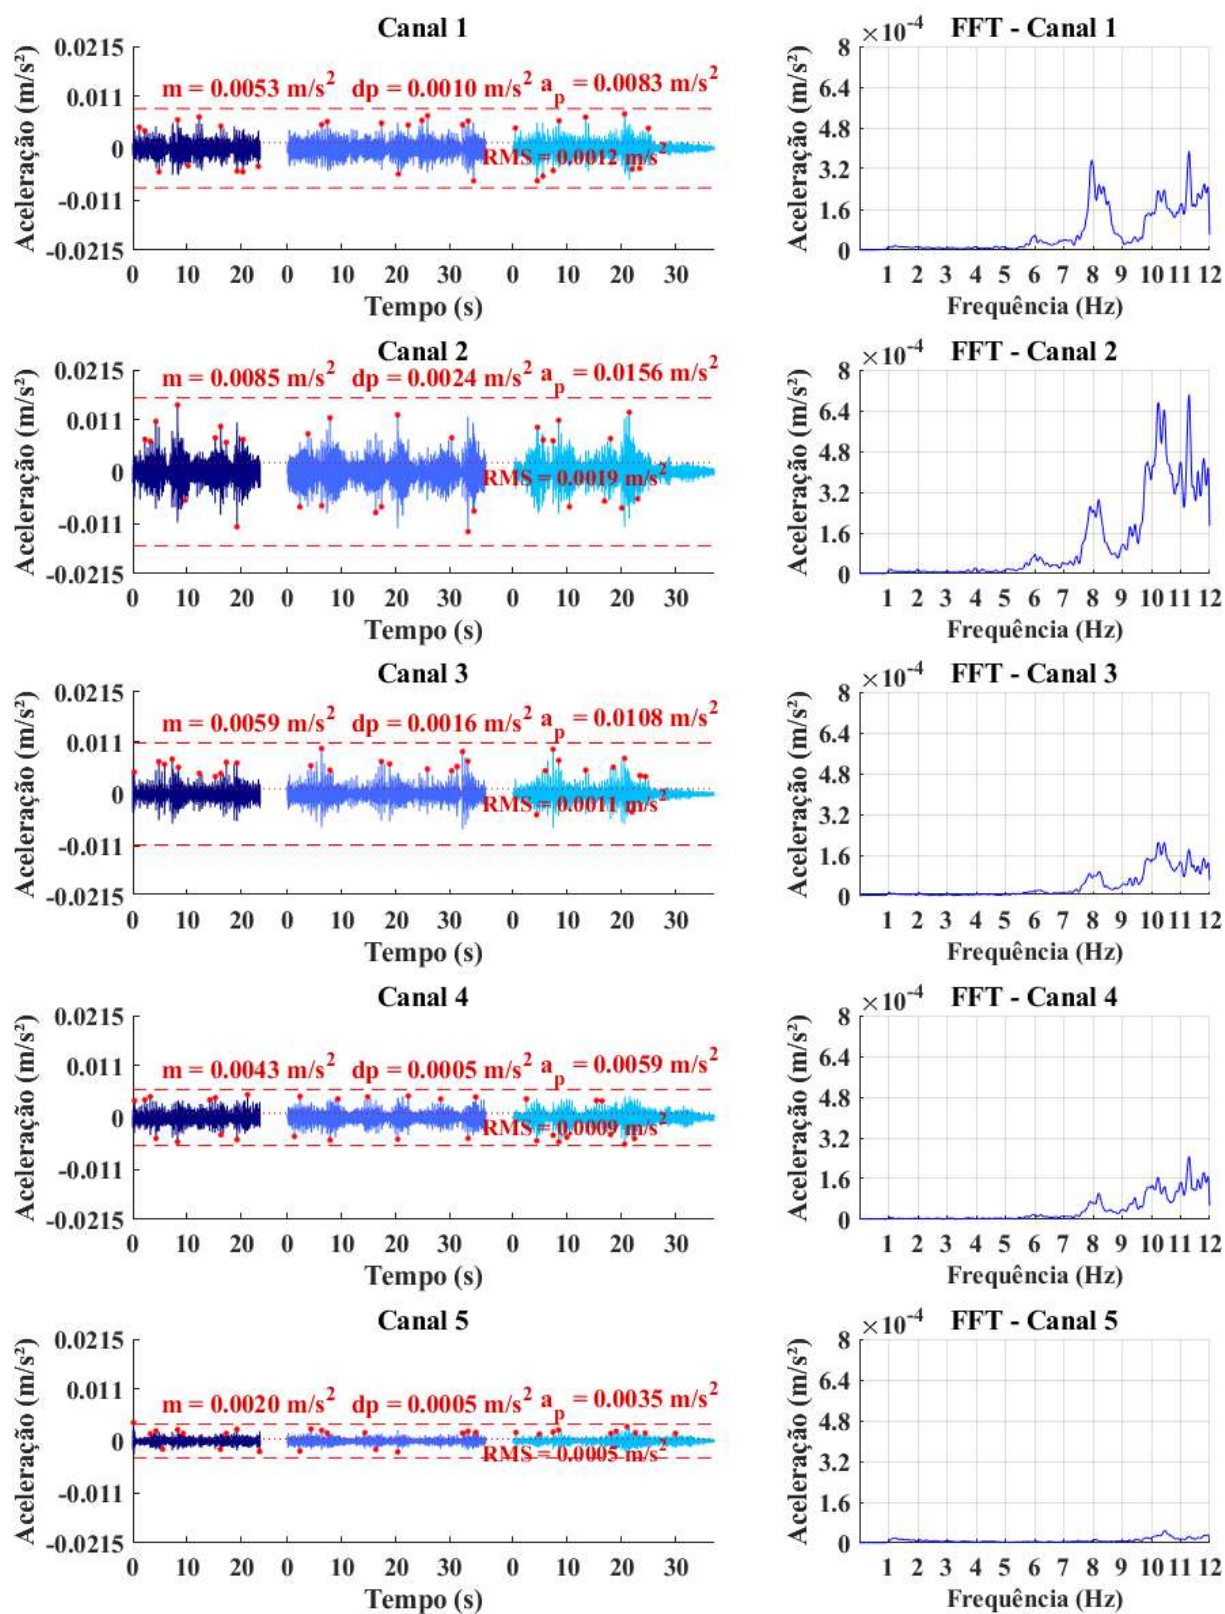 Canal 1
Aceleração (m/s²)
0.0215
0.011
0
-0.011
-0.0215
m = 0.0053 m/s² dp = 0.0010 m/s² aₚ = 0.0083 m/s²
RMS = 0.0012 m/s²
0 10 20 0 10 20 30 0 10 20 30
Tempo (s)
×10⁻⁴ FFT - Canal 1
Aceleração (m/s²)
8
6.4
4.8
3.2
1.6
0
1 2 3 4 5 6 7 8 9 10 11 12
Frequência (Hz)
Canal 2
Aceleração (m/s²)
0.0215
0.011
0
-0.011
-0.0215
m = 0.0085 m/s² dp = 0.0024 m/s² aₚ = 0.0156 m/s²
RMS = 0.0019 m/s²
0 10 20 0 10 20 30 0 10 20 30
Tempo (s)
×10⁻⁴ FFT - Canal 2
Aceleração (m/s²)
8
6.4
4.8
3.2
1.6
0
1 2 3 4 5 6 7 8 9 10 11 12
Frequência (Hz)
Canal 3
Aceleração (m/s²)
0.0215
0.011
0
-0.011
-0.0215
m = 0.0059 m/s² dp = 0.0016 m/s² aₚ = 0.0108 m/s²
RMS = 0.0011 m/s²
0 10 20 0 10 20 30 0 10 20 30
Tempo (s)
×10⁻⁴ FFT - Canal 3
Aceleração (m/s²)
8
6.4
4.8
3.2
1.6
0
1 2 3 4 5 6 7 8 9 10 11 12
Frequência (Hz)
Canal 4
Aceleração (m/s²)
0.0215
0.011
0
-0.011
-0.0215
m = 0.0043 m/s² dp = 0.0005 m/s² aₚ = 0.0059 m/s²
RMS = 0.0009 m/s²
0 10 20 0 10 20 30 0 10 20 30
Tempo (s)
×10⁻⁴ FFT - Canal 4
Aceleração (m/s²)
8
6.4
4.8
3.2
1.6
0
1 2 3 4 5 6 7 8 9 10 11 12
Frequência (Hz)
Canal 5
Aceleração (m/s²)
0.0215
0.011
0
-0.011
-0.0215
m = 0.0020 m/s² dp = 0.0005 m/s² aₚ = 0.0035 m/s²
RMS = 0.0005 m/s²
0 10 20 0 10 20 30 0 10 20 30
Tempo (s)
×10⁻⁴ FFT - Canal 5
Aceleração (m/s²)
8
6.4
4.8
3.2
1.6
0
1 2 3 4 5 6 7 8 9 10 11 12
Frequência (Hz)